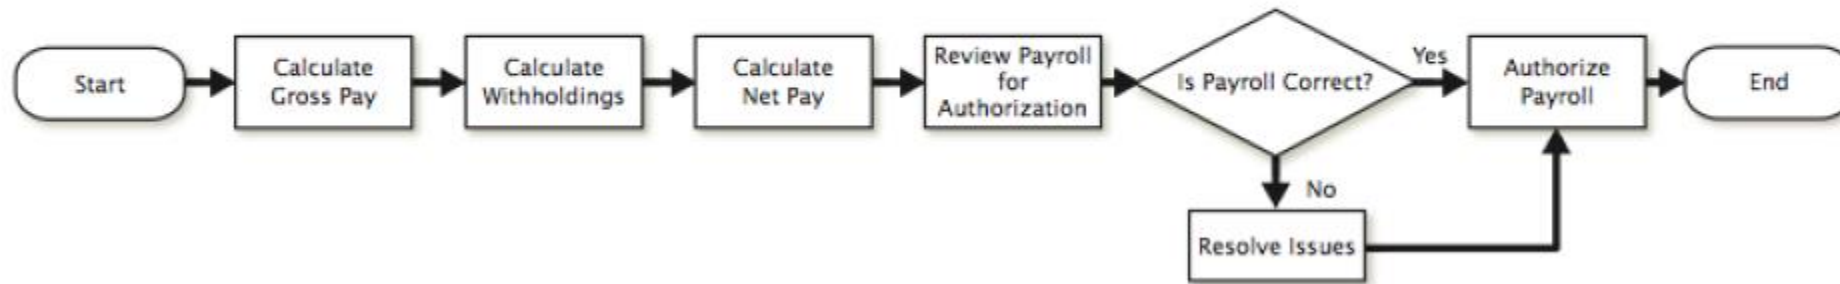 Start
Calculate
Gross Pay
Calculate
Withholdings
Calculate
Net Pay
Review Payroll
for
Authorization
Is Payroll Correct?
Yes
Authorize
Payroll
End
No
Resolve Issues